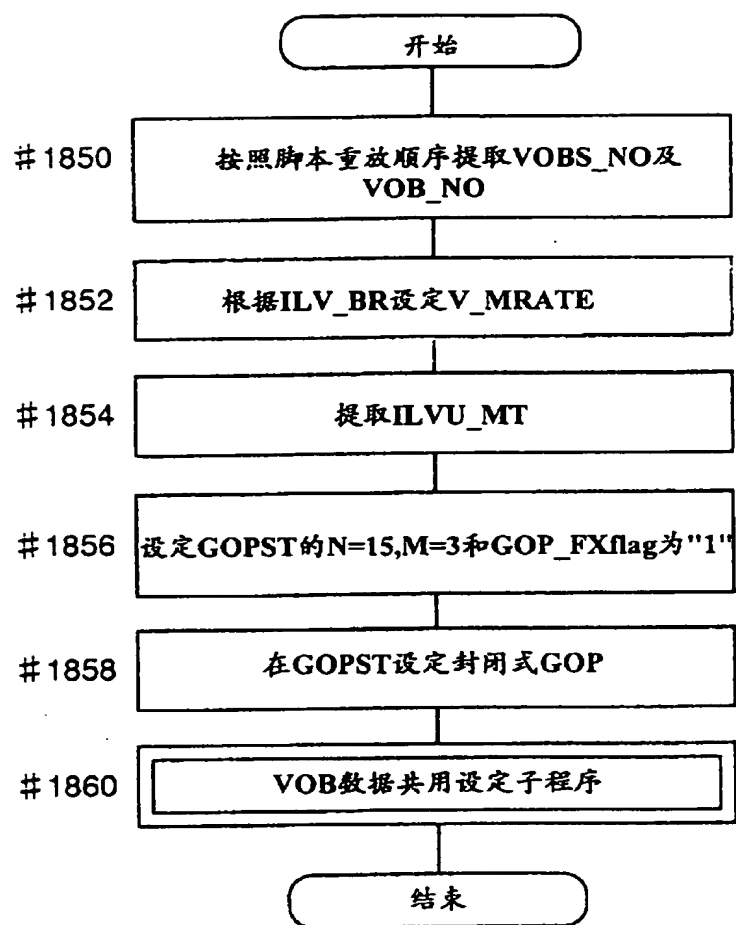 开始
#1850
按照脚本重放顺序提取VOBS_NO及
VOB_NO
#1852
根据ILV_BR设定V_MRATE
#1854
提取ILVU_MT
#1856
设定GOPST的N=15,M=3和GOP_FXflag为"1"
#1858
在GOPST设定封闭式GOP
#1860
VOB数据共用设定子程序
结束